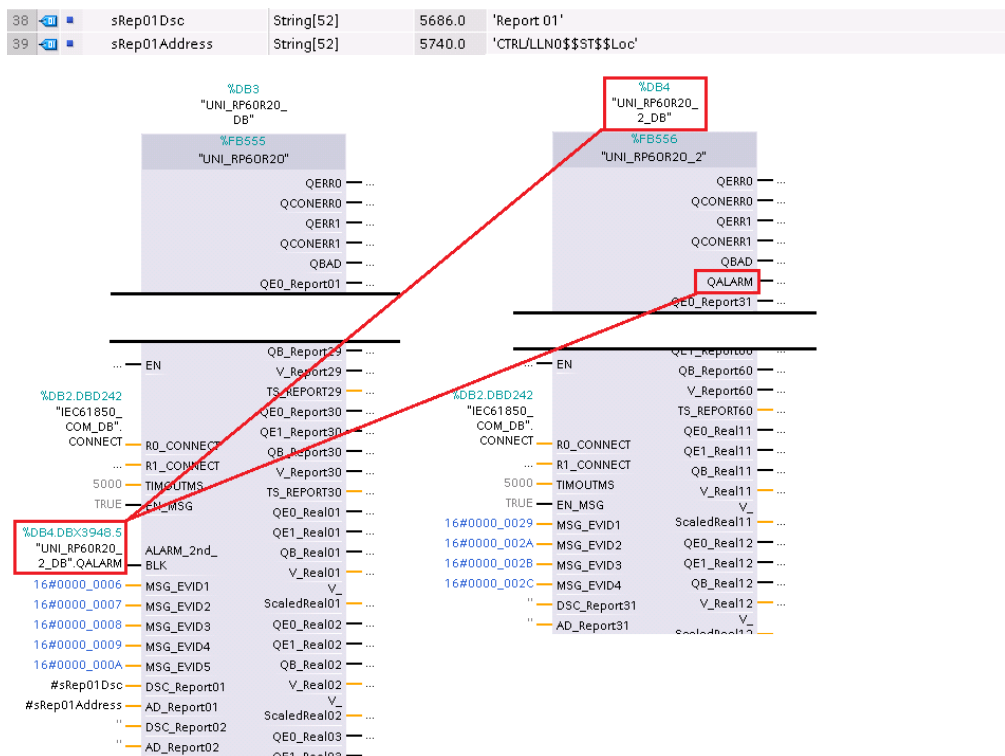 38 sRep01Dsc String[52] 5686.0 'Report 01'
39 sRep01Address String[52] 5740.0 'CTRL/LLN0$$ST$$Loc'
%DB3
"UNI_RP60R20_
DB"
%FB555
"UNI_RP60R20"
QERR0 ...
QCONERR0 ...
QERR1 ...
QCONERR1 ...
QBAD ...
QE0_Report01 ...
QB_Report29 ...
... EN
V_Report29 ...
TS_REPORT29 ...
%DB2.DBD242
"IEC61850_
COM_DB".
CONNECT
QE0_Report30 ...
QE1_Report30 ...
R0_CONNECT
QB_Report30 ...
... R1_CONNECT
V_Report30 ...
5000 TIMOUTMS
TS_REPORT30 ...
TRUE EN_MSG
QE0_Real01 ...
%DB4.DBX3948.5
"UNI_RP60R20_
2_DB".QALARM
ALARM_2nd_
BLK
QE1_Real01 ...
QB_Real01 ...
V_Real01 ...
16#0000_0006 MSG_EVID1
V_
ScaledReal01 ...
16#0000_0007 MSG_EVID2
16#0000_0008 MSG_EVID3
QE0_Real02 ...
16#0000_0009 MSG_EVID4
QE1_Real02 ...
16#0000_000A MSG_EVID5
QB_Real02 ...
#sRep01Dsc DSC_Report01
V_Real02 ...
#sRep01Address AD_Report01
V_
ScaledReal02 ...
'' DSC_Report02
QE0_Real03 ...
'' AD_Report02
QE1_Real03
%DB4
"UNI_RP60R20_
2_DB"
%FB556
"UNI_RP60R20_2"
QERR0 ...
QCONERR0 ...
QERR1 ...
QCONERR1 ...
QBAD ...
QALARM ...
QE0_Report31 ...
QE1_Report60 ...
... EN
QB_Report60 ...
V_Report60 ...
%DB2.DBD242
"IEC61850_
COM_DB".
CONNECT
TS_REPORT60 ...
QE0_Real11 ...
R0_CONNECT
QE1_Real11 ...
... R1_CONNECT
QB_Real11 ...
5000 TIMOUTMS
V_Real11 ...
TRUE EN_MSG
V_
ScaledReal11 ...
16#0000_0029 MSG_EVID1
16#0000_002A MSG_EVID2
QE0_Real12 ...
16#0000_002B MSG_EVID3
QE1_Real12 ...
16#0000_002C MSG_EVID4
QB_Real12 ...
'' DSC_Report31
V_Real12 ...
'' AD_Report31
V_
ScaledReal12